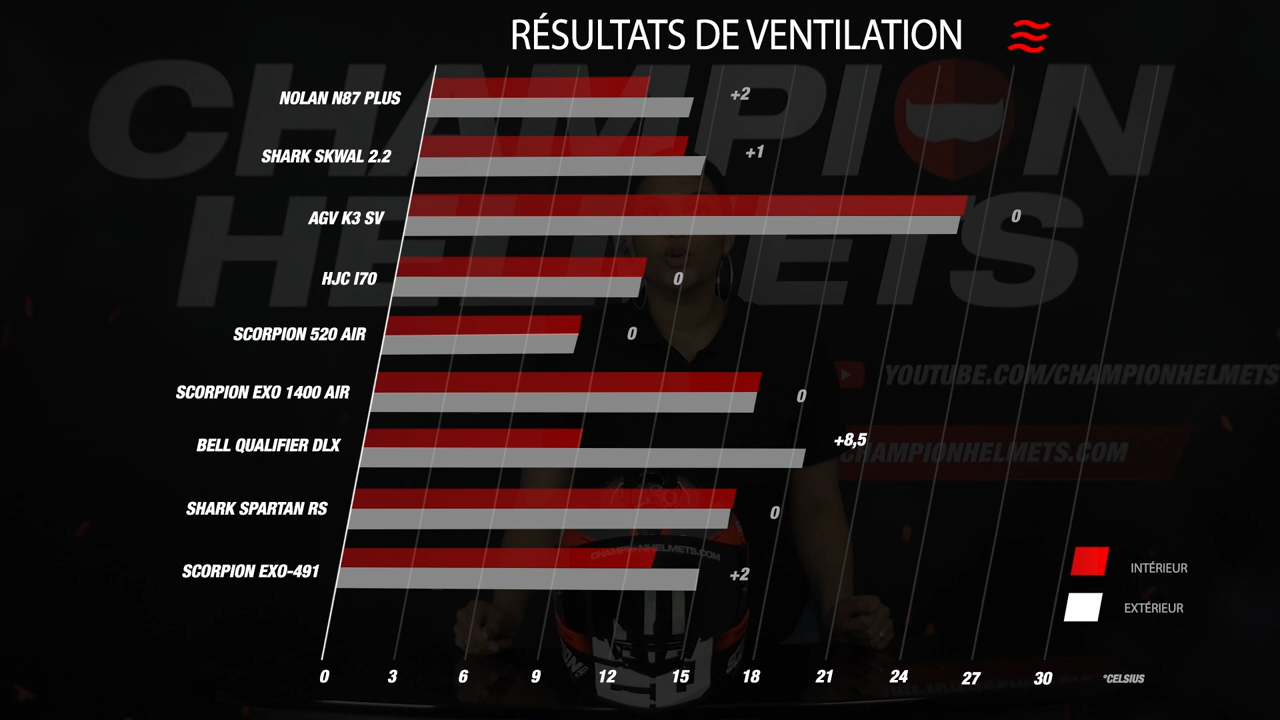 RÉSULTATS DE VENTILATION
CHAMPION
HELMETS
NOLAN N87 PLUS
+2
SHARK SKWAL 2.2
+1
AGV K3 SV
0
HJC I70
0
SCORPION 520 AIR
0
YOUTUBE.COM/CHAMPIONHELMETS
SCORPION EXO 1400 AIR
0
BELL QUALIFIER DLX
+8,5
CHAMPIONHELMETS.COM
SHARK SPARTAN RS
0
CHAMPIONHELMETS.COM
SCORPION EXO-491
+2
INTÉRIEUR
EXTÉRIEUR
0 3 6 9 12 15 18 21 24 27 30 °CELSIUS